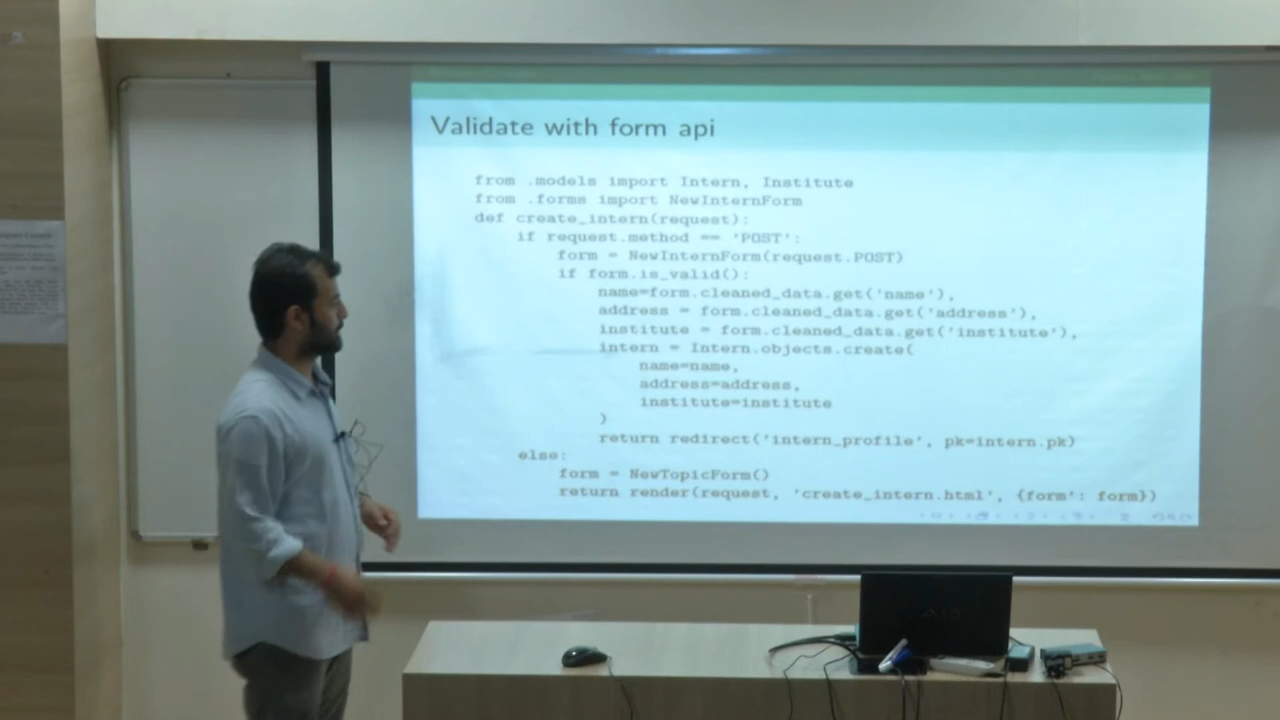 Validate with form api
from .models import Intern, Institute
from .forms import NewInternForm
def create_intern(request):
if request.method == 'POST':
form = NewInternForm(request.POST)
if form.is_valid():
name=form.cleaned_data.get('name'),
address = form.cleaned_data.get('address'),
institute = form.cleaned_data.get('institute'),
intern = Intern.objects.create(
name=name,
address=address,
institute=institute
)
return redirect('intern_profile', pk=intern.pk)
else:
form = NewTopicForm()
return render(request, 'create_intern.html', {form': form})